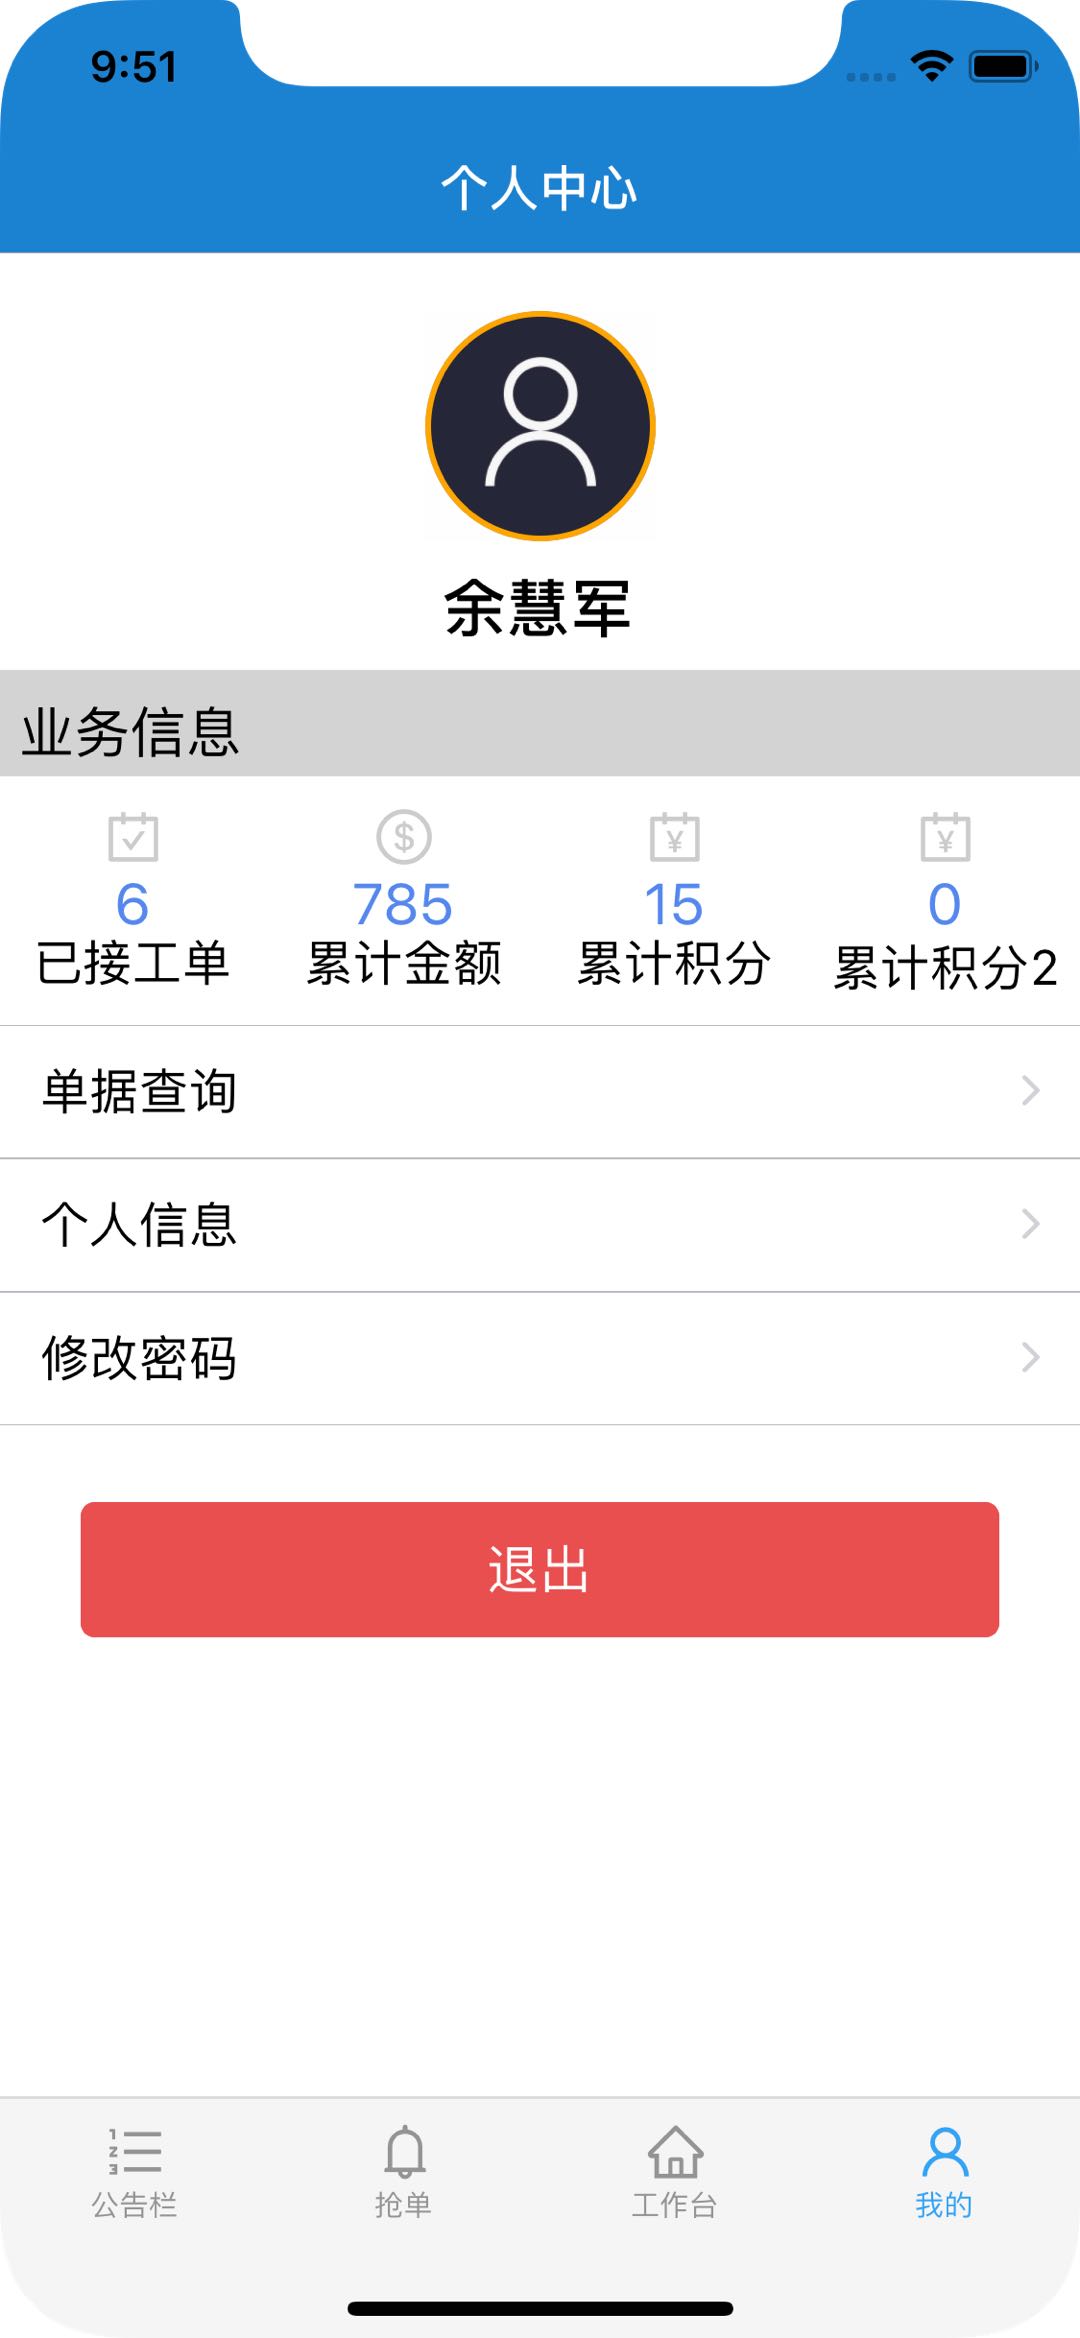 9:51
个人中心
余慧军
业务信息
6 785 15 0
已接工单 累计金额 累计积分 累计积分2
单据查询
个人信息
修改密码
退出
公告栏 抢单 工作台 我的